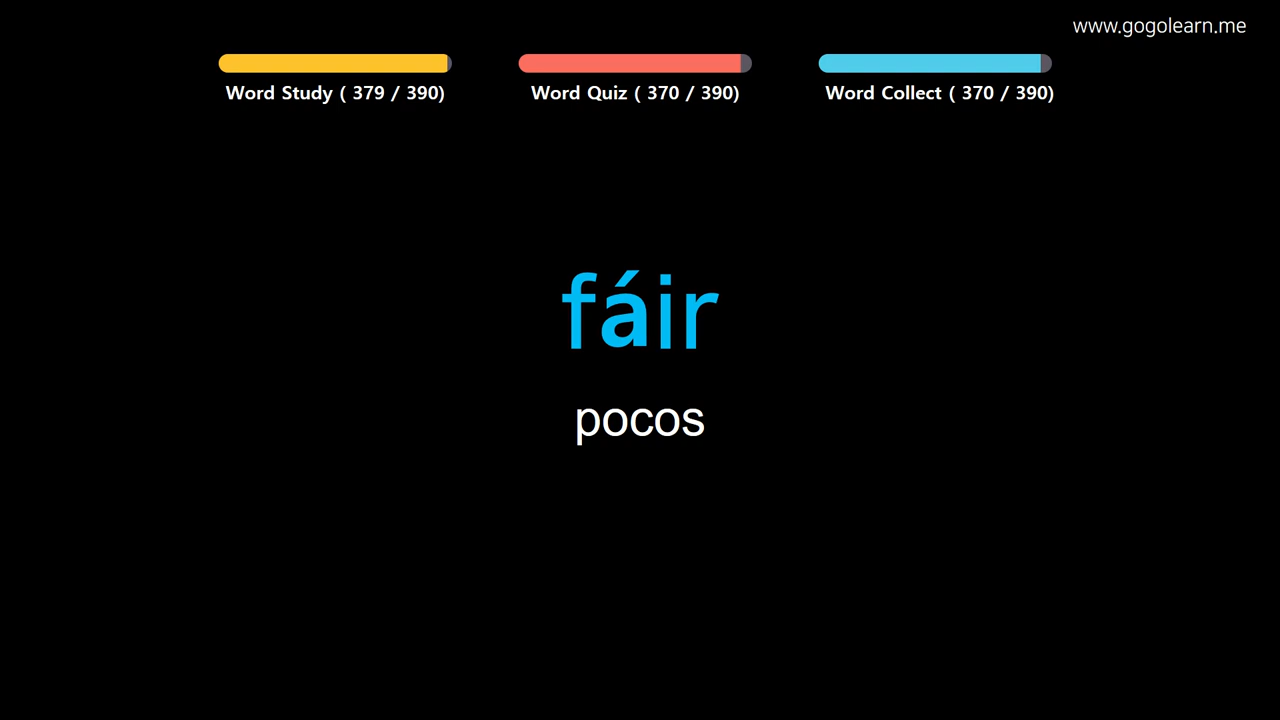 www.gogolearn.me
Word Study ( 379 / 390)
Word Quiz ( 370 / 390)
Word Collect ( 370 / 390)
fáir
pocos